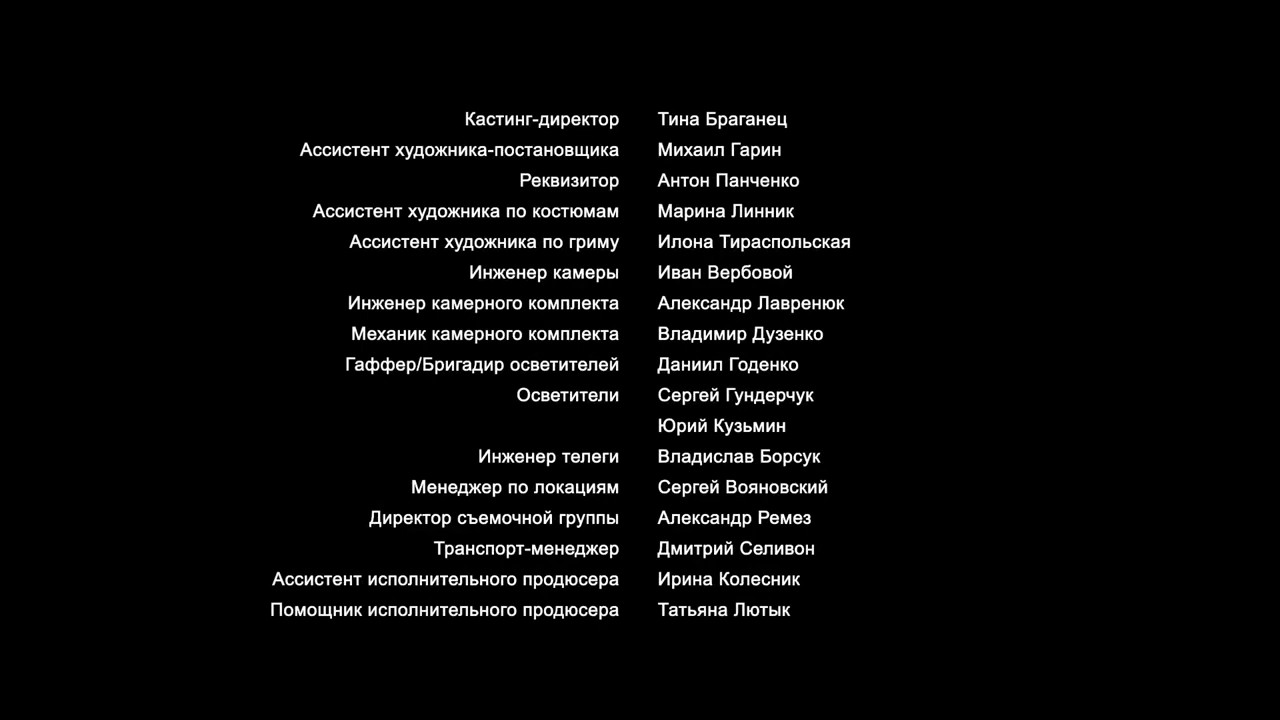 Кастинг-директор Тина Браганец
Ассистент художника-постановщика Михаил Гарин
Реквизитор Антон Панченко
Ассистент художника по костюмам Марина Линник
Ассистент художника по гриму Илона Тираспольская
Инженер камеры Иван Вербовой
Инженер камерного комплекта Александр Лавренюк
Механик камерного комплекта Владимир Дузенко
Гаффер/Бригадир осветителей Даниил Годенко
Осветители Сергей Гундерчук
Юрий Кузьмин
Инженер телеги Владислав Борсук
Менеджер по локациям Сергей Вояновский
Директор съемочной группы Александр Ремез
Транспорт-менеджер Дмитрий Селивон
Ассистент исполнительного продюсера Ирина Колесник
Помощник исполнительного продюсера Татьяна Лютык